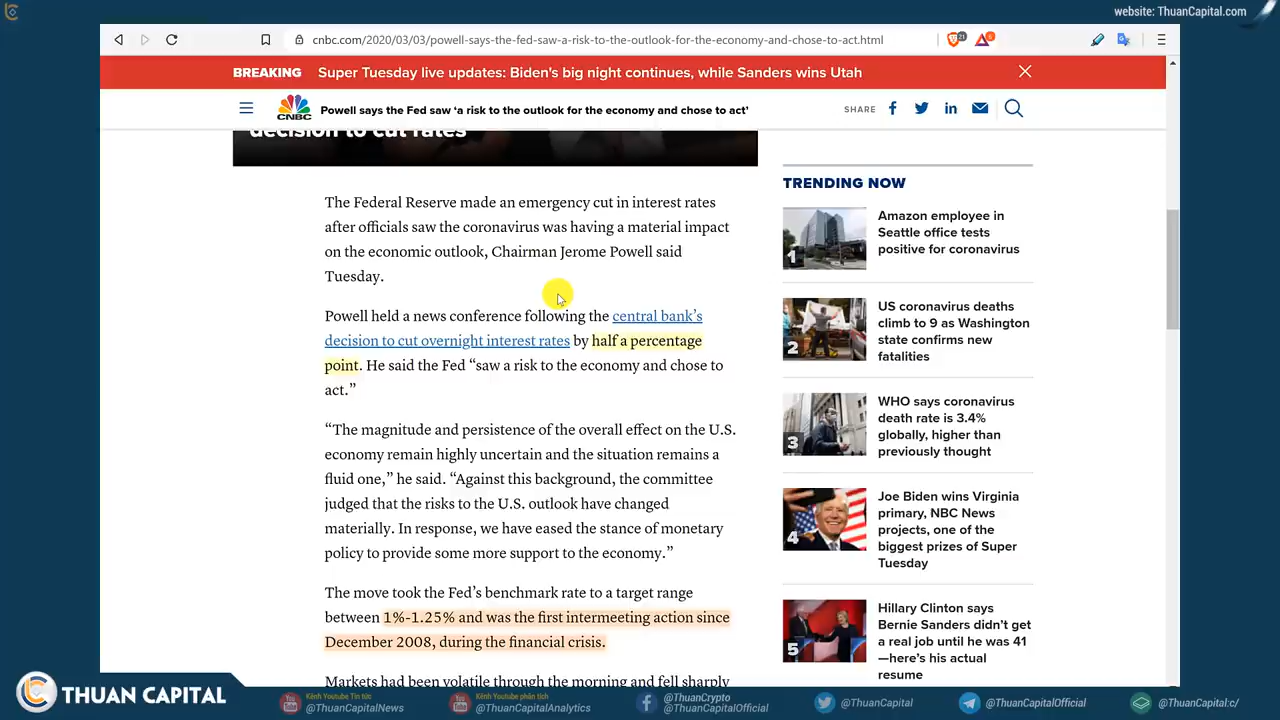 website: ThuanCapital.com
cnbc.com/2020/03/03/powell-says-the-fed-saw-a-risk-to-the-outlook-for-the-economy-and-chose-to-act.html
BREAKING Super Tuesday live updates: Biden's big night continues, while Sanders wins Utah
CNBC
Powell says the Fed saw ‘a risk to the outlook for the economy and chose to act’
SHARE
decision to cut rates
The Federal Reserve made an emergency cut in interest rates
after officials saw the coronavirus was having a material impact
on the economic outlook, Chairman Jerome Powell said
Tuesday.
Powell held a news conference following the central bank’s
decision to cut overnight interest rates by half a percentage
point. He said the Fed “saw a risk to the economy and chose to
act.”
“The magnitude and persistence of the overall effect on the U.S.
economy remain highly uncertain and the situation remains a
fluid one,” he said. “Against this background, the committee
judged that the risks to the U.S. outlook have changed
materially. In response, we have eased the stance of monetary
policy to provide some more support to the economy.”
The move took the Fed’s benchmark rate to a target range
between 1%-1.25% and was the first intermeeting action since
December 2008, during the financial crisis.
Markets had been volatile through the morning and fell sharply
TRENDING NOW
1
Amazon employee in
Seattle office tests
positive for coronavirus
2
US coronavirus deaths
climb to 9 as Washington
state confirms new
fatalities
3
WHO says coronavirus
death rate is 3.4%
globally, higher than
previously thought
4
Joe Biden wins Virginia
primary, NBC News
projects, one of the
biggest prizes of Super
Tuesday
5
Hillary Clinton says
Bernie Sanders didn’t get
a real job until he was 41
—here’s his actual
resume
THUAN CAPITAL
Kênh Youtube Tin tức
@ThuanCapitalNews
Kênh Youtube phân tích
@ThuanCapitalAnalytics
@ThuanCrypto
@ThuanCapitalOfficial
@ThuanCapital
@ThuanCapitalOfficial
@ThuanCapital:c/